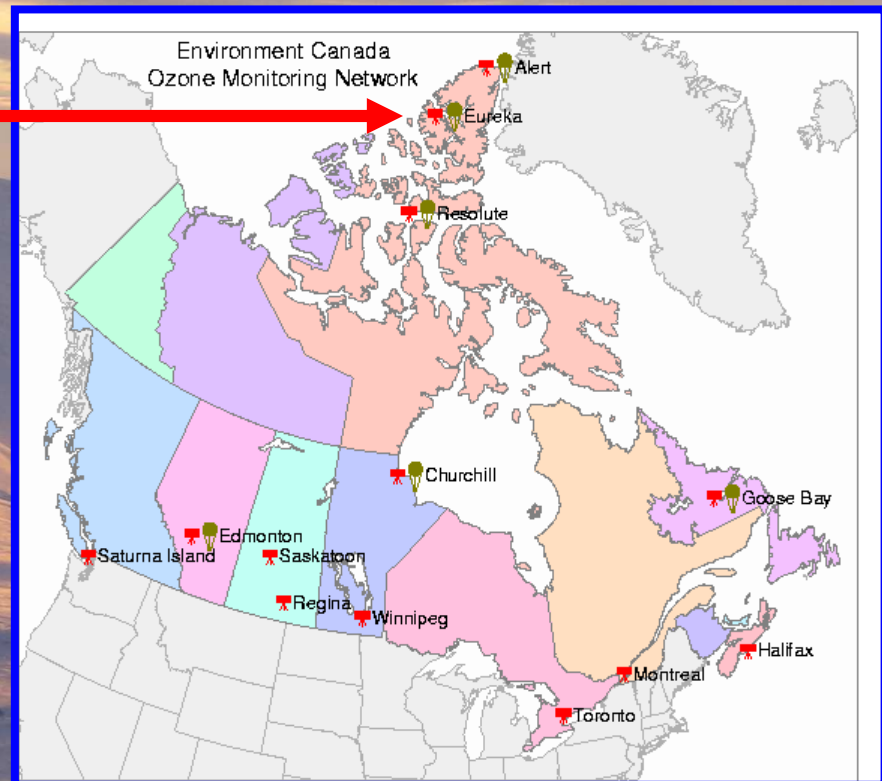 Environment Canada
Ozone Monitoring Network
Alert
Eureka
Resolute
Churchill
Goose Bay
Edmonton
Saturna Island
Saskatoon
Regina
Winnipeg
Halifax
Montreal
Toronto